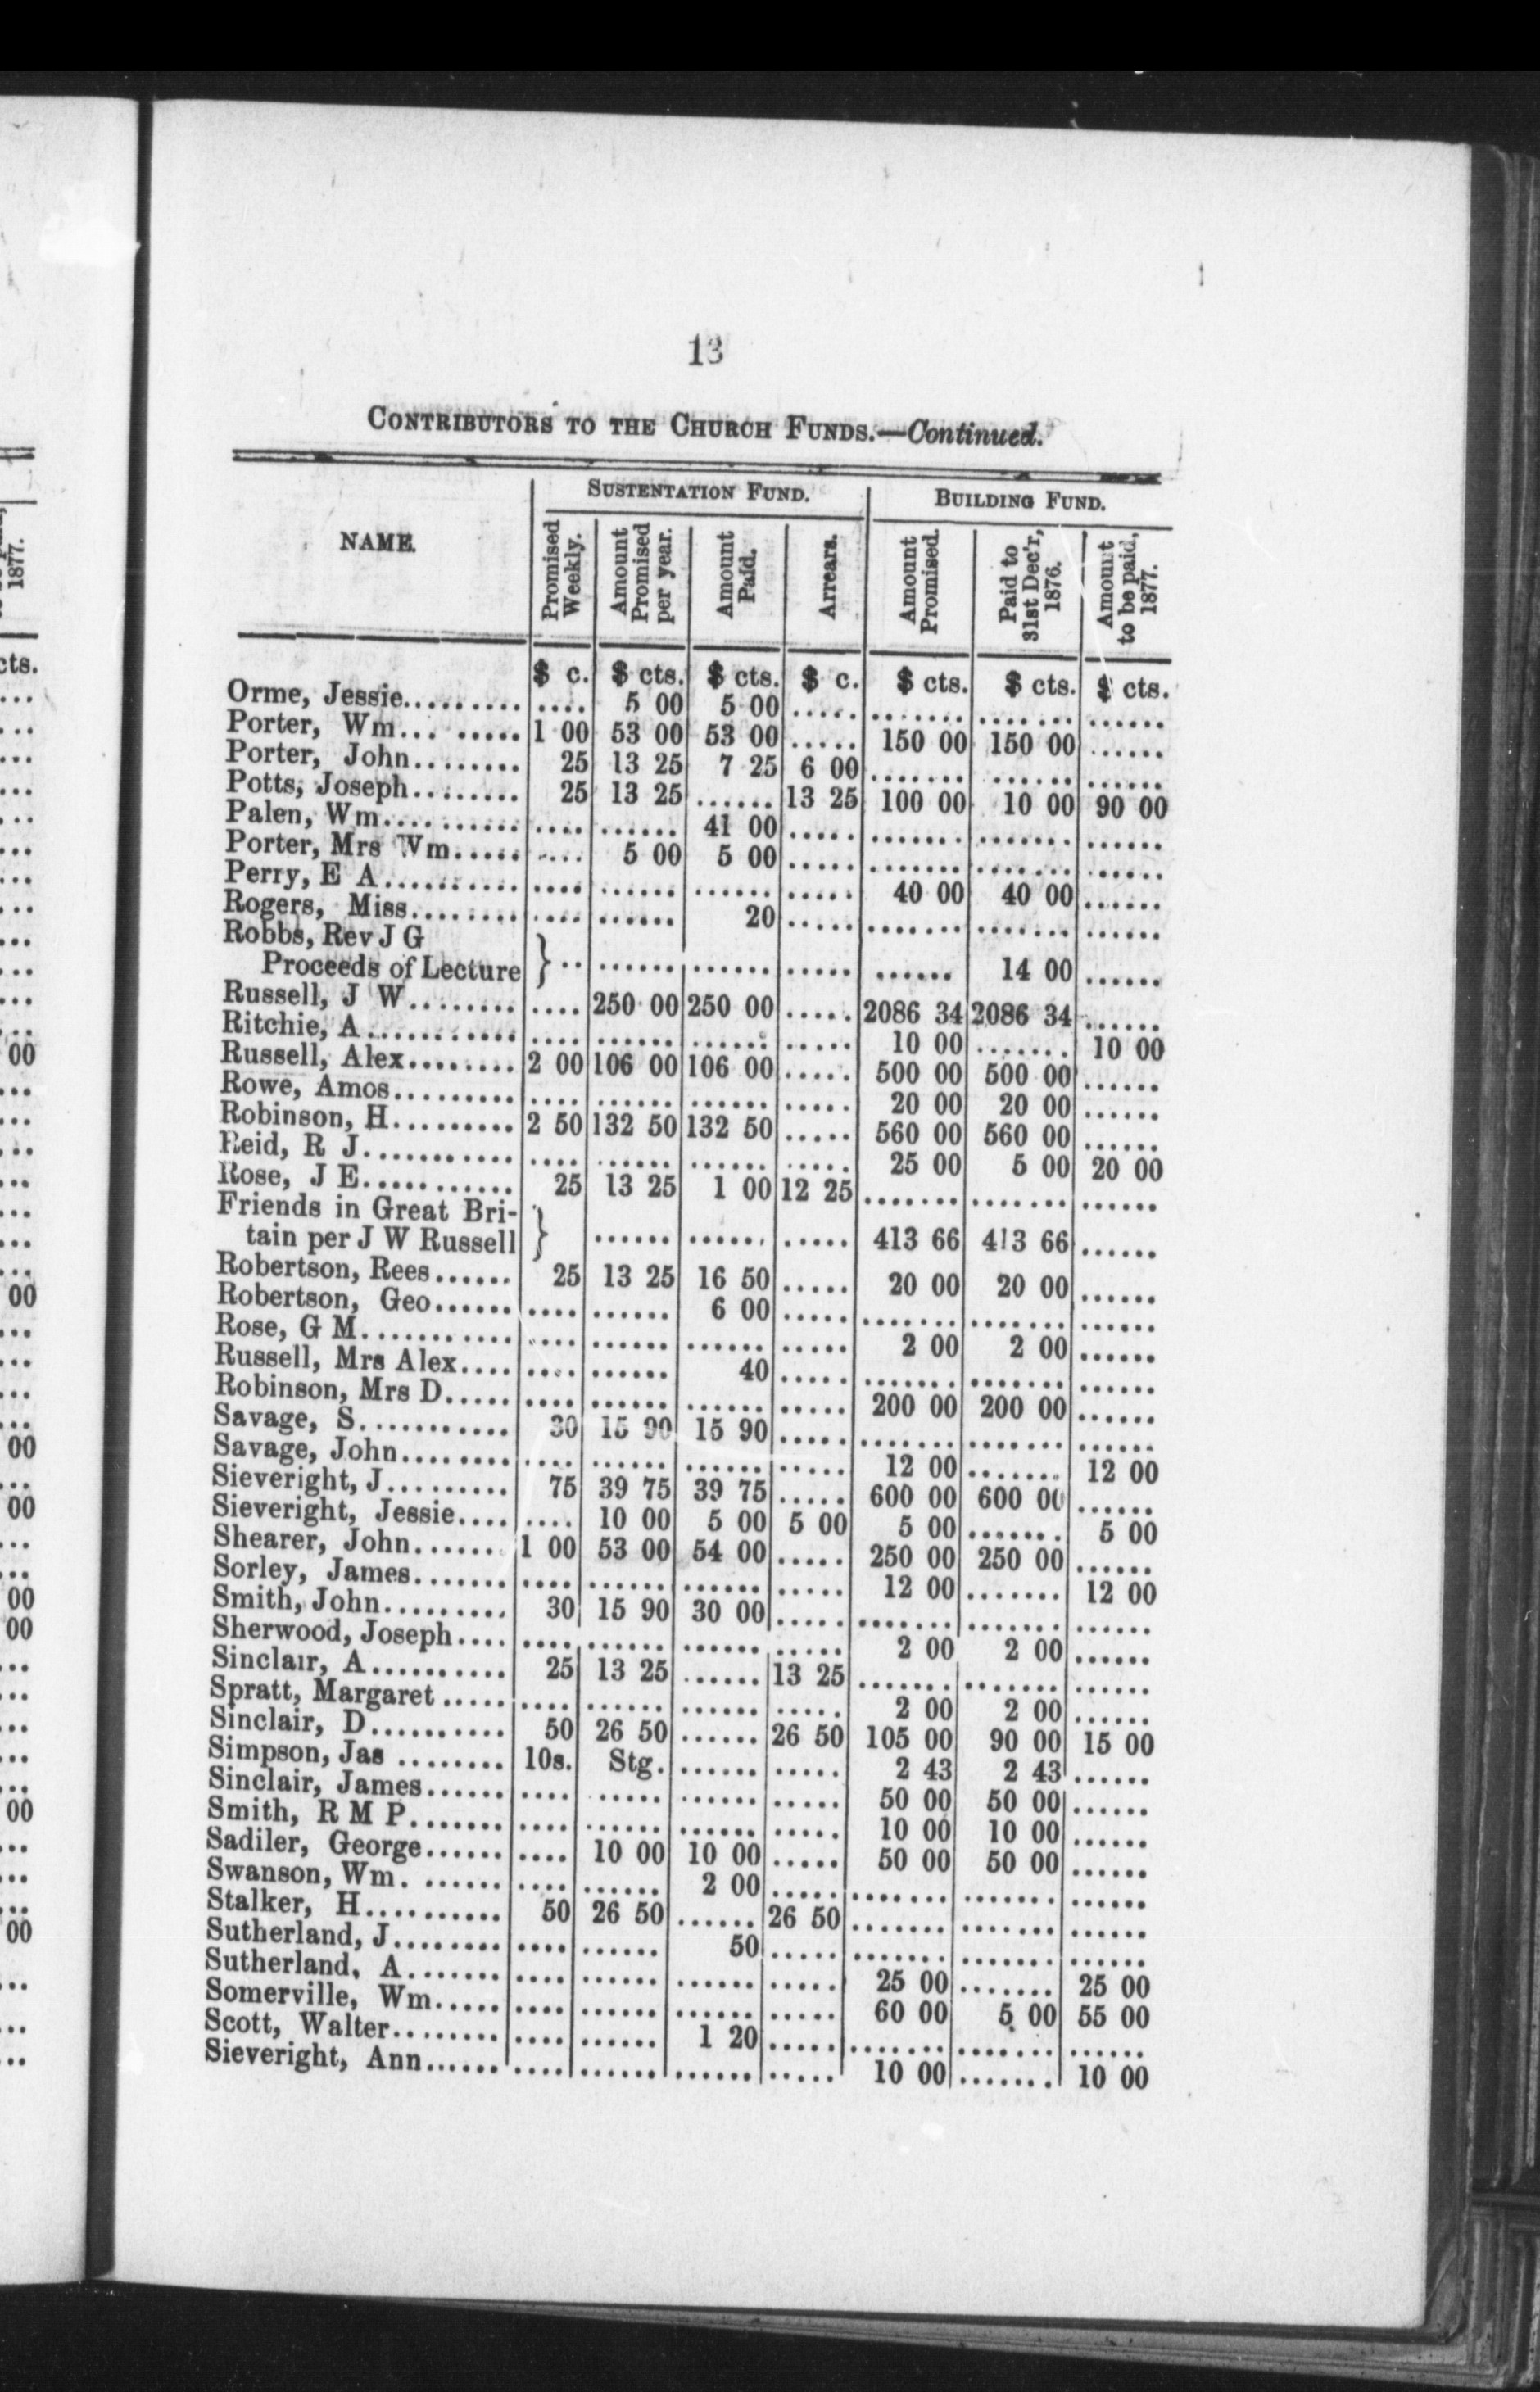 13
CONTRIBUTORS TO THE CHURCH FUNDS.—Continued.
SUSTENTATION FUND. BUILDING FUND.
NAME. Promised Weekly. Amount Promised per year. Amount Paid. Arrears. Amount Promised. Paid to 31st Dec'r, 1876. Amount to be paid, 1877.
$ c. $ cts. $ cts. $ c. $ cts. $ cts. $ cts.
Orme, Jessie.......... .... 5 00 5 00 ..... ....... ....... ......
Porter, Wm... ..... 1 00 53 00 53 00 ..... 150 00 150 00 ......
Porter, John........ 25 13 25 7 25 6 00 ....... ...... ......
Potts, Joseph........ 25 13 25 ...... 13 25 100 00 10 00 90 00
Palen, Wm.......... .... ...... 41 00 ..... ....... ....... ......
Porter, Mrs Wm..... .... 5 00 5 00 ..... ....... ....... ......
Perry, E A.......... .... ...... ...... ..... 40 00 40 00 ......
Rogers, Miss........ .... ...... 20 ..... ....... ....... ......
Robbs, Rev J G
Proceeds of Lecture } .. ...... ...... ..... ...... 14 00 ......
Russell, J W........ .... 250 00 250 00 ..... 2086 34 2086 34 ......
Ritchie, A........... .... ...... ...... ..... 10 00 ....... 10 00
Russell, Alex........ 2 00 106 00 106 00 ..... 500 00 500 00 ......
Rowe, Amos......... .... ...... ...... ..... 20 00 20 00 ......
Robinson, H......... 2 50 132 50 132 50 ..... 560 00 560 00 ......
Reid, R J........... .... ...... ...... ..... 25 00 5 00 20 00
Rose, J E........... 25 13 25 1 00 12 25 ....... ....... ......
Friends in Great Bri-
tain per J W Russell } ...... ...... ..... 413 66 413 66 ......
Robertson, Rees...... 25 13 25 16 50 ..... 20 00 20 00 ......
Robertson, Geo...... .... ...... 6 00 ..... ....... ....... ......
Rose, G M........... .... ...... ...... ..... 2 00 2 00 ......
Russell, Mrs Alex.... .... ...... 40 ..... ....... ....... ......
Robinson, Mrs D..... .... ...... ...... ..... 200 00 200 00 ......
Savage, S........... 30 15 90 15 90 ..... ....... ....... ......
Savage, John........ .... ...... ...... ..... 12 00 ....... 12 00
Sieveright, J......... 75 39 75 39 75 ..... 600 00 600 00 ......
Sieveright, Jessie.... .... 10 00 5 00 5 00 5 00 ....... 5 00
Shearer, John....... 1 00 53 00 54 00 ..... 250 00 250 00 ......
Sorley, James....... .... ...... ...... ..... 12 00 ....... 12 00
Smith, John......... 30 15 90 30 00 ..... ....... ....... ......
Sherwood, Joseph.... .... ...... ...... ..... 2 00 2 00 ......
Sinclair, A.......... 25 13 25 ...... 13 25 ....... ....... ......
Spratt, Margaret ..... .... ...... ...... ..... 2 00 2 00 ......
Sinclair, D.......... 50 26 50 ...... 26 50 105 00 90 00 15 00
Simpson, Jas ........ 10s. Stg. ...... ..... 2 43 2 43 ......
Sinclair, James...... .... ...... ...... ..... 50 00 50 00 ......
Smith, R M P....... .... ...... ...... ..... 10 00 10 00 ......
Sadiler, George...... .... 10 00 10 00 ..... 50 00 50 00 ......
Swanson, Wm. ...... .... ...... 2 00 ..... ....... ....... ......
Stalker, H.......... 50 26 50 ...... 26 50 ....... ....... ......
Sutherland, J........ .... ...... 50 ..... ....... ....... ......
Sutherland, A....... .... ...... ...... ..... 25 00 ....... 25 00
Somerville, Wm..... .... ...... ...... ..... 60 00 5 00 55 00
Scott, Walter........ .... ...... 1 20 ..... ....... ....... ......
Sieveright, Ann...... .... ...... ...... ..... 10 00 ....... 10 00